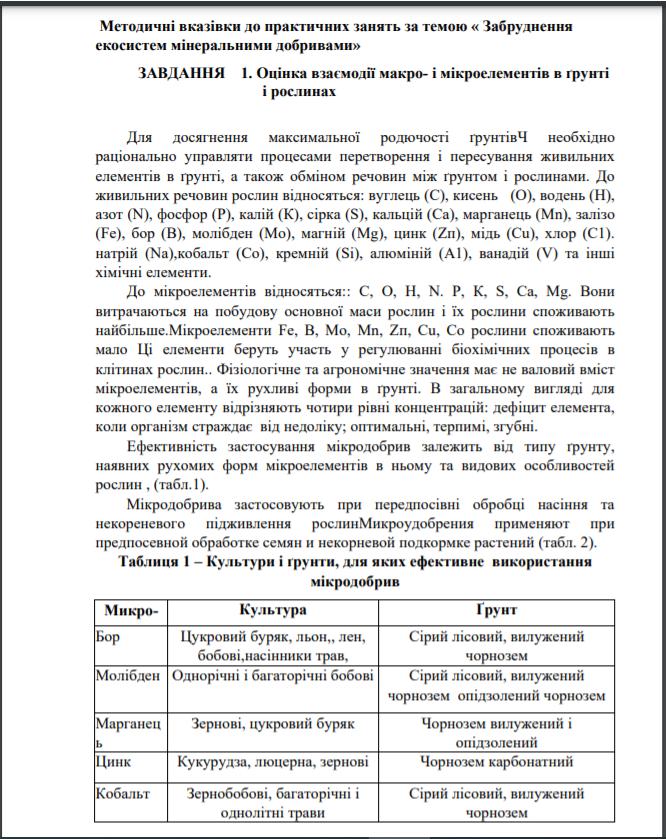 Методичні вказівки до практичних занять за темою « Забруднення
екосистем мінеральними добривами»
ЗАВДАННЯ 1. Оцінка взаємодії макро- і мікроелементів в ґрунті
і рослинах
Для досягнення максимальної родючості ґрунтівЧ необхідно
раціонально управляти процесами перетворення і пересування живильних
елементів в ґрунті, а також обміном речовин між ґрунтом і рослинами. До
живильних речовин рослин відносяться: вуглець (С), кисень (О), водень (Н),
азот (N), фосфор (Р), калій (К), сірка (S), кальцій (Са), марганець (Мn), залізо
(Fe), бор (В), молібден (Мо), магній (Mg), цинк (Zп), мідь (Cu), хлор (С1).
натрій (Na),кобальт (Со), кремній (Si), алюміній (А1), ванадій (V) та інші
хімічні елементи.
До мікроелементів відносяться:: С, О, Н, N. Р, К, S, Ca, Mg. Вони
витрачаються на побудову основної маси рослин і їх рослини споживають
найбільше.Мікроелементи Fe, В, Мо, Мn, Zп, Cu, Со рослини споживають
мало Ці елементи беруть участь у регулюванні біохімічних процесів в
клітинах рослин.. Фізіологічне та агрономічне значення має не валовий вміст
мікроелементів, а їх рухливі форми в ґрунті. В загальному вигляді для
кожного елементу відрізняють чотири рівні концентрацій: дефіцит елемента,
коли організм страждає від недоліку; оптимальні, терпимі, згубні.
Ефективність застосування мікродобрив залежить від типу ґрунту,
наявних рухомих форм мікроелементів в ньому та видових особливостей
рослин , (табл.1).
Мікродобрива застосовують при передпосівні обробці насіння та
некореневого підживлення рослинМикроудобрения применяют при
предпосевной обработке семян и некорневой подкормке растений (табл. 2).
Таблиця 1 – Культури і ґрунти, для яких ефективне використання
мікродобрив
Микро- Культура Ґрунт
Бор Цукровий буряк, льон,, лен, Сірий лісовий, вилужений
бобові,насінники трав, чорнозем
Молібден Однорічні і багаторічні бобові Сірий лісовий, вилужений
чорнозем опідзолений чорнозем
Марганец Зернові, цукровий буряк Чорнозем вилужений і
ь опідзолений
Цинк Кукурудза, люцерна, зернові Чорнозем карбонатний
Кобальт Зернобобові, багаторічні і Сірий лісовий, вилужений
однолітні трави чорнозем